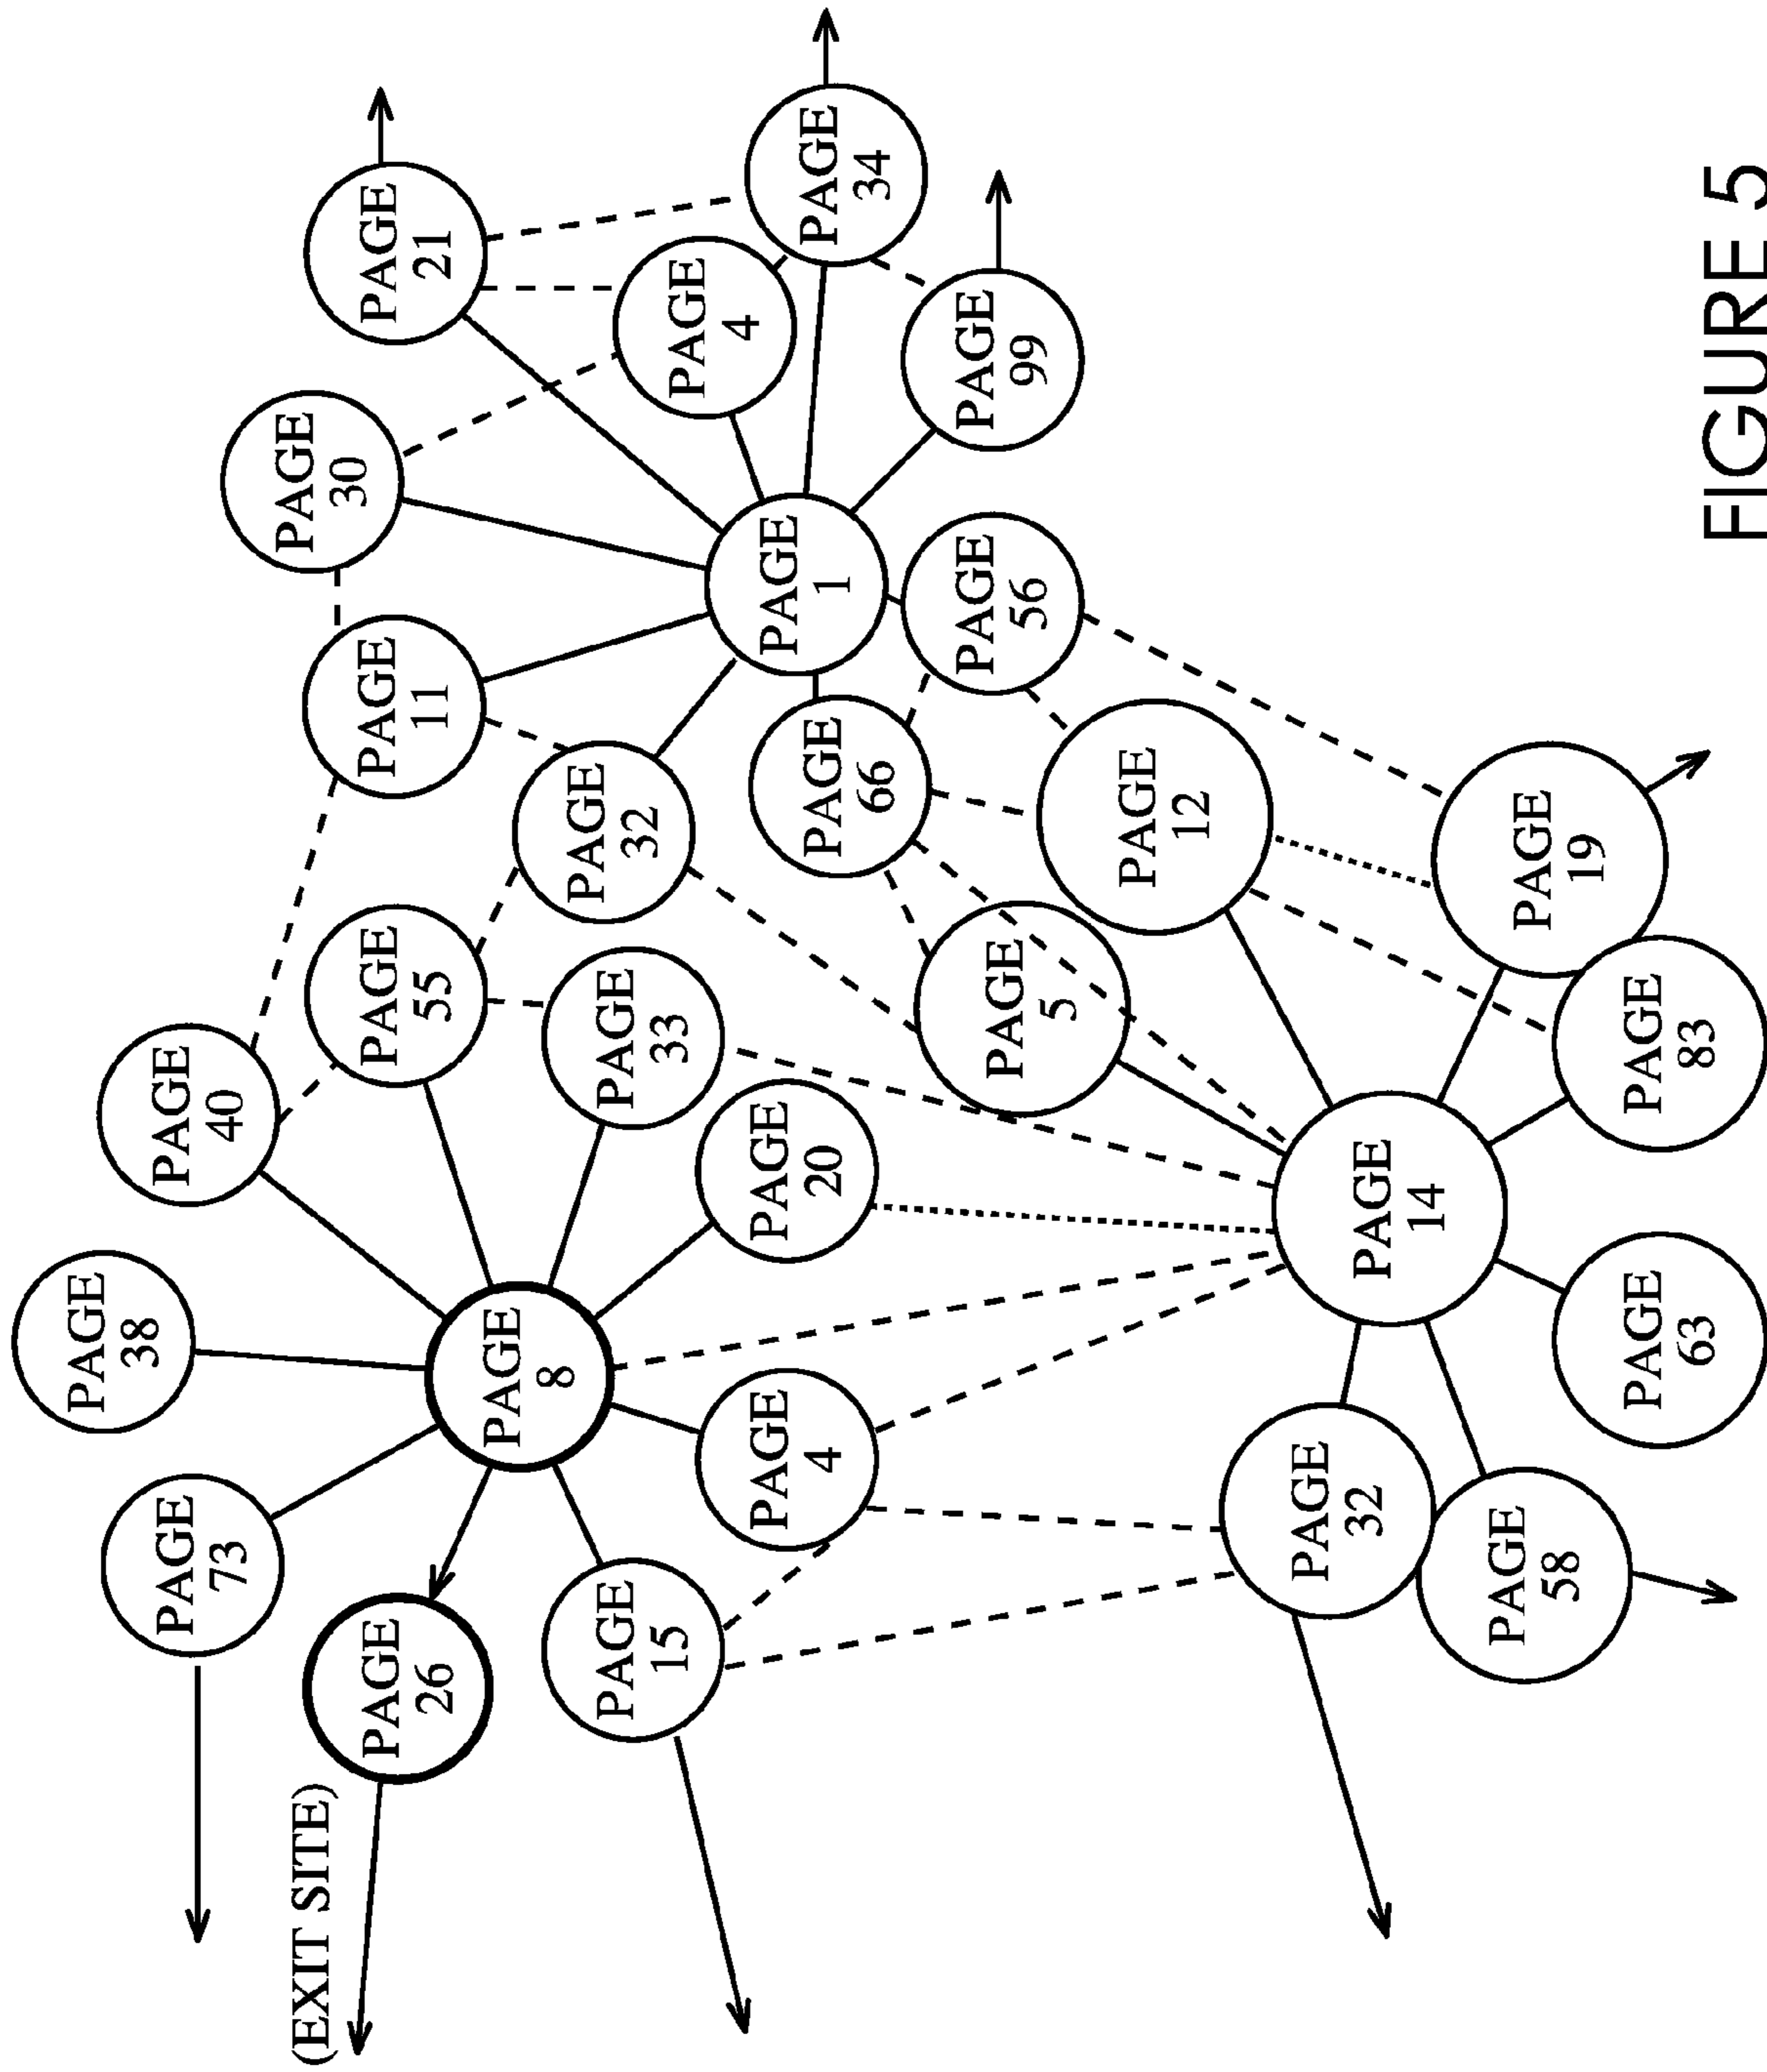 PAGE
38
PAGE
73
PAGE
40
(EXIT SITE)
PAGE
30
PAGE
26
PAGE
55
PAGE
11
PAGE
21
PAGE
8
PAGE
32
PAGE
15
PAGE
33
PAGE
4
PAGE
4
PAGE
20
PAGE
1
PAGE
66
PAGE
34
PAGE
56
PAGE
99
PAGE
5
PAGE
12
PAGE
32
PAGE
14
PAGE
58
PAGE
19
PAGE
63
PAGE
83
FIGURE 5